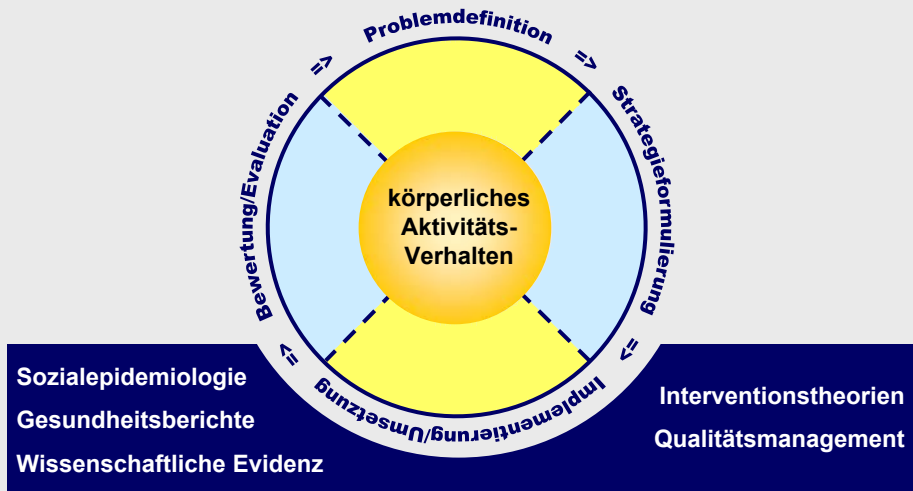 Problemdefinition
=>
Strategieformulierung
=>
Implementierung/Umsetzung
=>
Bewertung/Evaluation
=>
körperliches
Aktivitäts-
Verhalten
Sozialepidemiologie
Gesundheitsberichte
Wissenschaftliche Evidenz
Interventionstheorien
Qualitätsmanagement